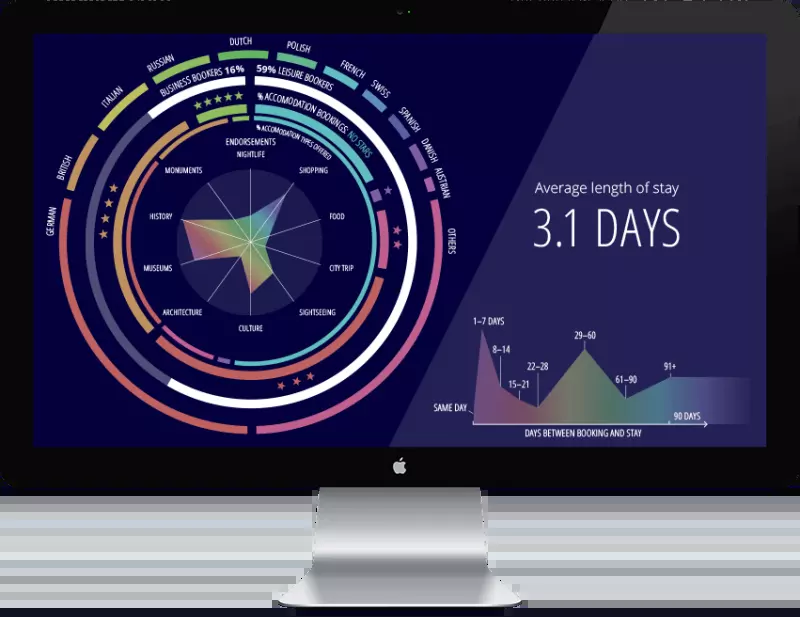 DUTCH
POLISH
FRENCH
SWISS
SPANISH
DANISH
AUSTRIAN
OTHERS
GERMAN
BRITISH
ITALIAN
RUSSIAN
BUSINESS BOOKERS 16%
59% LEISURE BOOKERS
% ACCOMODATION BOOKINGS: NO STARS
% ACCOMODATION TYPES OFFERED
ENDORSEMENTS
NIGHTLIFE
SHOPPING
FOOD
CITY TRIP
SIGHTSEEING
CULTURE
ARCHITECTURE
MUSEUMS
HISTORY
MONUMENTS
Average length of stay
3.1 DAYS
1–7 DAYS
8–14
15–21
22–28
29–60
61–90
91+
SAME DAY
90 DAYS
DAYS BETWEEN BOOKING AND STAY